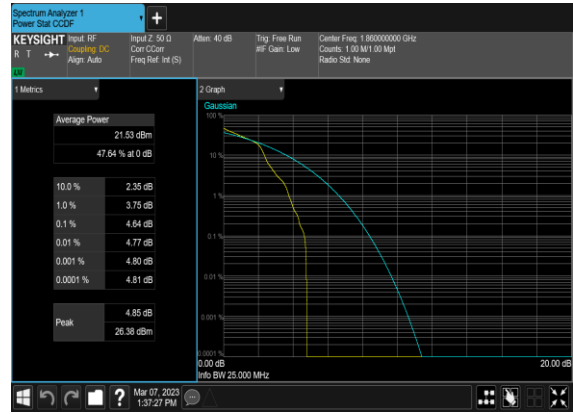 Spectrum Analyzer 1
Power Stat CCDF
KEYSIGHT
R T
LXI
Input: RF
Coupling: DC
Align: Auto
Input Z: 50 Ω
Corr CCorr
Freq Ref: Int (S)
Atten: 40 dB
Trig: Free Run
#IF Gain: Low
Center Freq: 1.860000000 GHz
Counts: 1.00 M/1.00 Mpt
Radio Std: None
1 Metrics
Average Power
21.53 dBm
47.64 % at 0 dB
10.0 % 2.35 dB
1.0 % 3.75 dB
0.1 % 4.64 dB
0.01 % 4.77 dB
0.001 % 4.80 dB
0.0001 % 4.81 dB
Peak
4.85 dB
26.38 dBm
2 Graph
Gaussian
100 %
10 %
1 %
0.1 %
0.01 %
0.001 %
0.0001 %
0.00 dB
20.00 dB
Info BW 25.000 MHz
?
Mar 07, 2023
1:37:27 PM